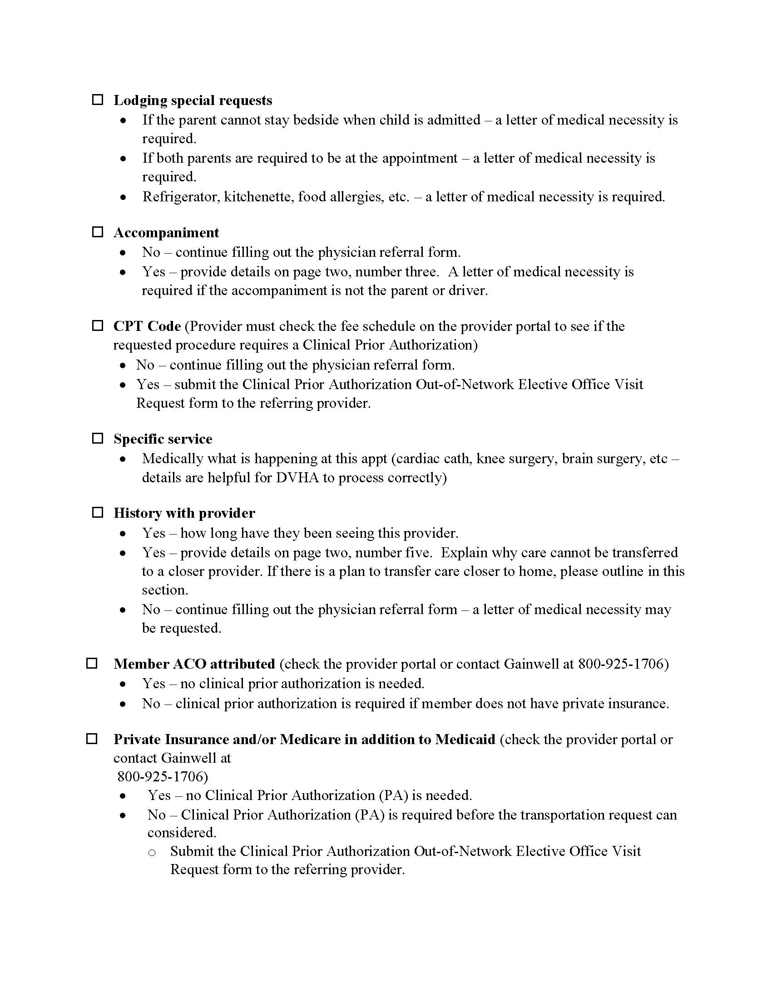 ☐ Lodging special requests
• If the parent cannot stay bedside when child is admitted – a letter of medical necessity is
required.
• If both parents are required to be at the appointment – a letter of medical necessity is
required.
• Refrigerator, kitchenette, food allergies, etc. – a letter of medical necessity is required.
☐ Accompaniment
• No – continue filling out the physician referral form.
• Yes – provide details on page two, number three.  A letter of medical necessity is
required if the accompaniment is not the parent or driver.
☐ CPT Code (Provider must check the fee schedule on the provider portal to see if the
requested procedure requires a Clinical Prior Authorization)
• No – continue filling out the physician referral form.
• Yes – submit the Clinical Prior Authorization Out-of-Network Elective Office Visit
Request form to the referring provider.
☐ Specific service
• Medically what is happening at this appt (cardiac cath, knee surgery, brain surgery, etc –
details are helpful for DVHA to process correctly)
☐ History with provider
• Yes – how long have they been seeing this provider.
• Yes – provide details on page two, number five.  Explain why care cannot be transferred
to a closer provider. If there is a plan to transfer care closer to home, please outline in this
section.
• No – continue filling out the physician referral form – a letter of medical necessity may
be requested.
☐ Member ACO attributed (check the provider portal or contact Gainwell at 800-925-1706)
• Yes – no clinical prior authorization is needed.
• No – clinical prior authorization is required if member does not have private insurance.
☐ Private Insurance and/or Medicare in addition to Medicaid (check the provider portal or
contact Gainwell at
800-925-1706)
• Yes – no Clinical Prior Authorization (PA) is needed.
• No – Clinical Prior Authorization (PA) is required before the transportation request can
considered.
○ Submit the Clinical Prior Authorization Out-of-Network Elective Office Visit
Request form to the referring provider.